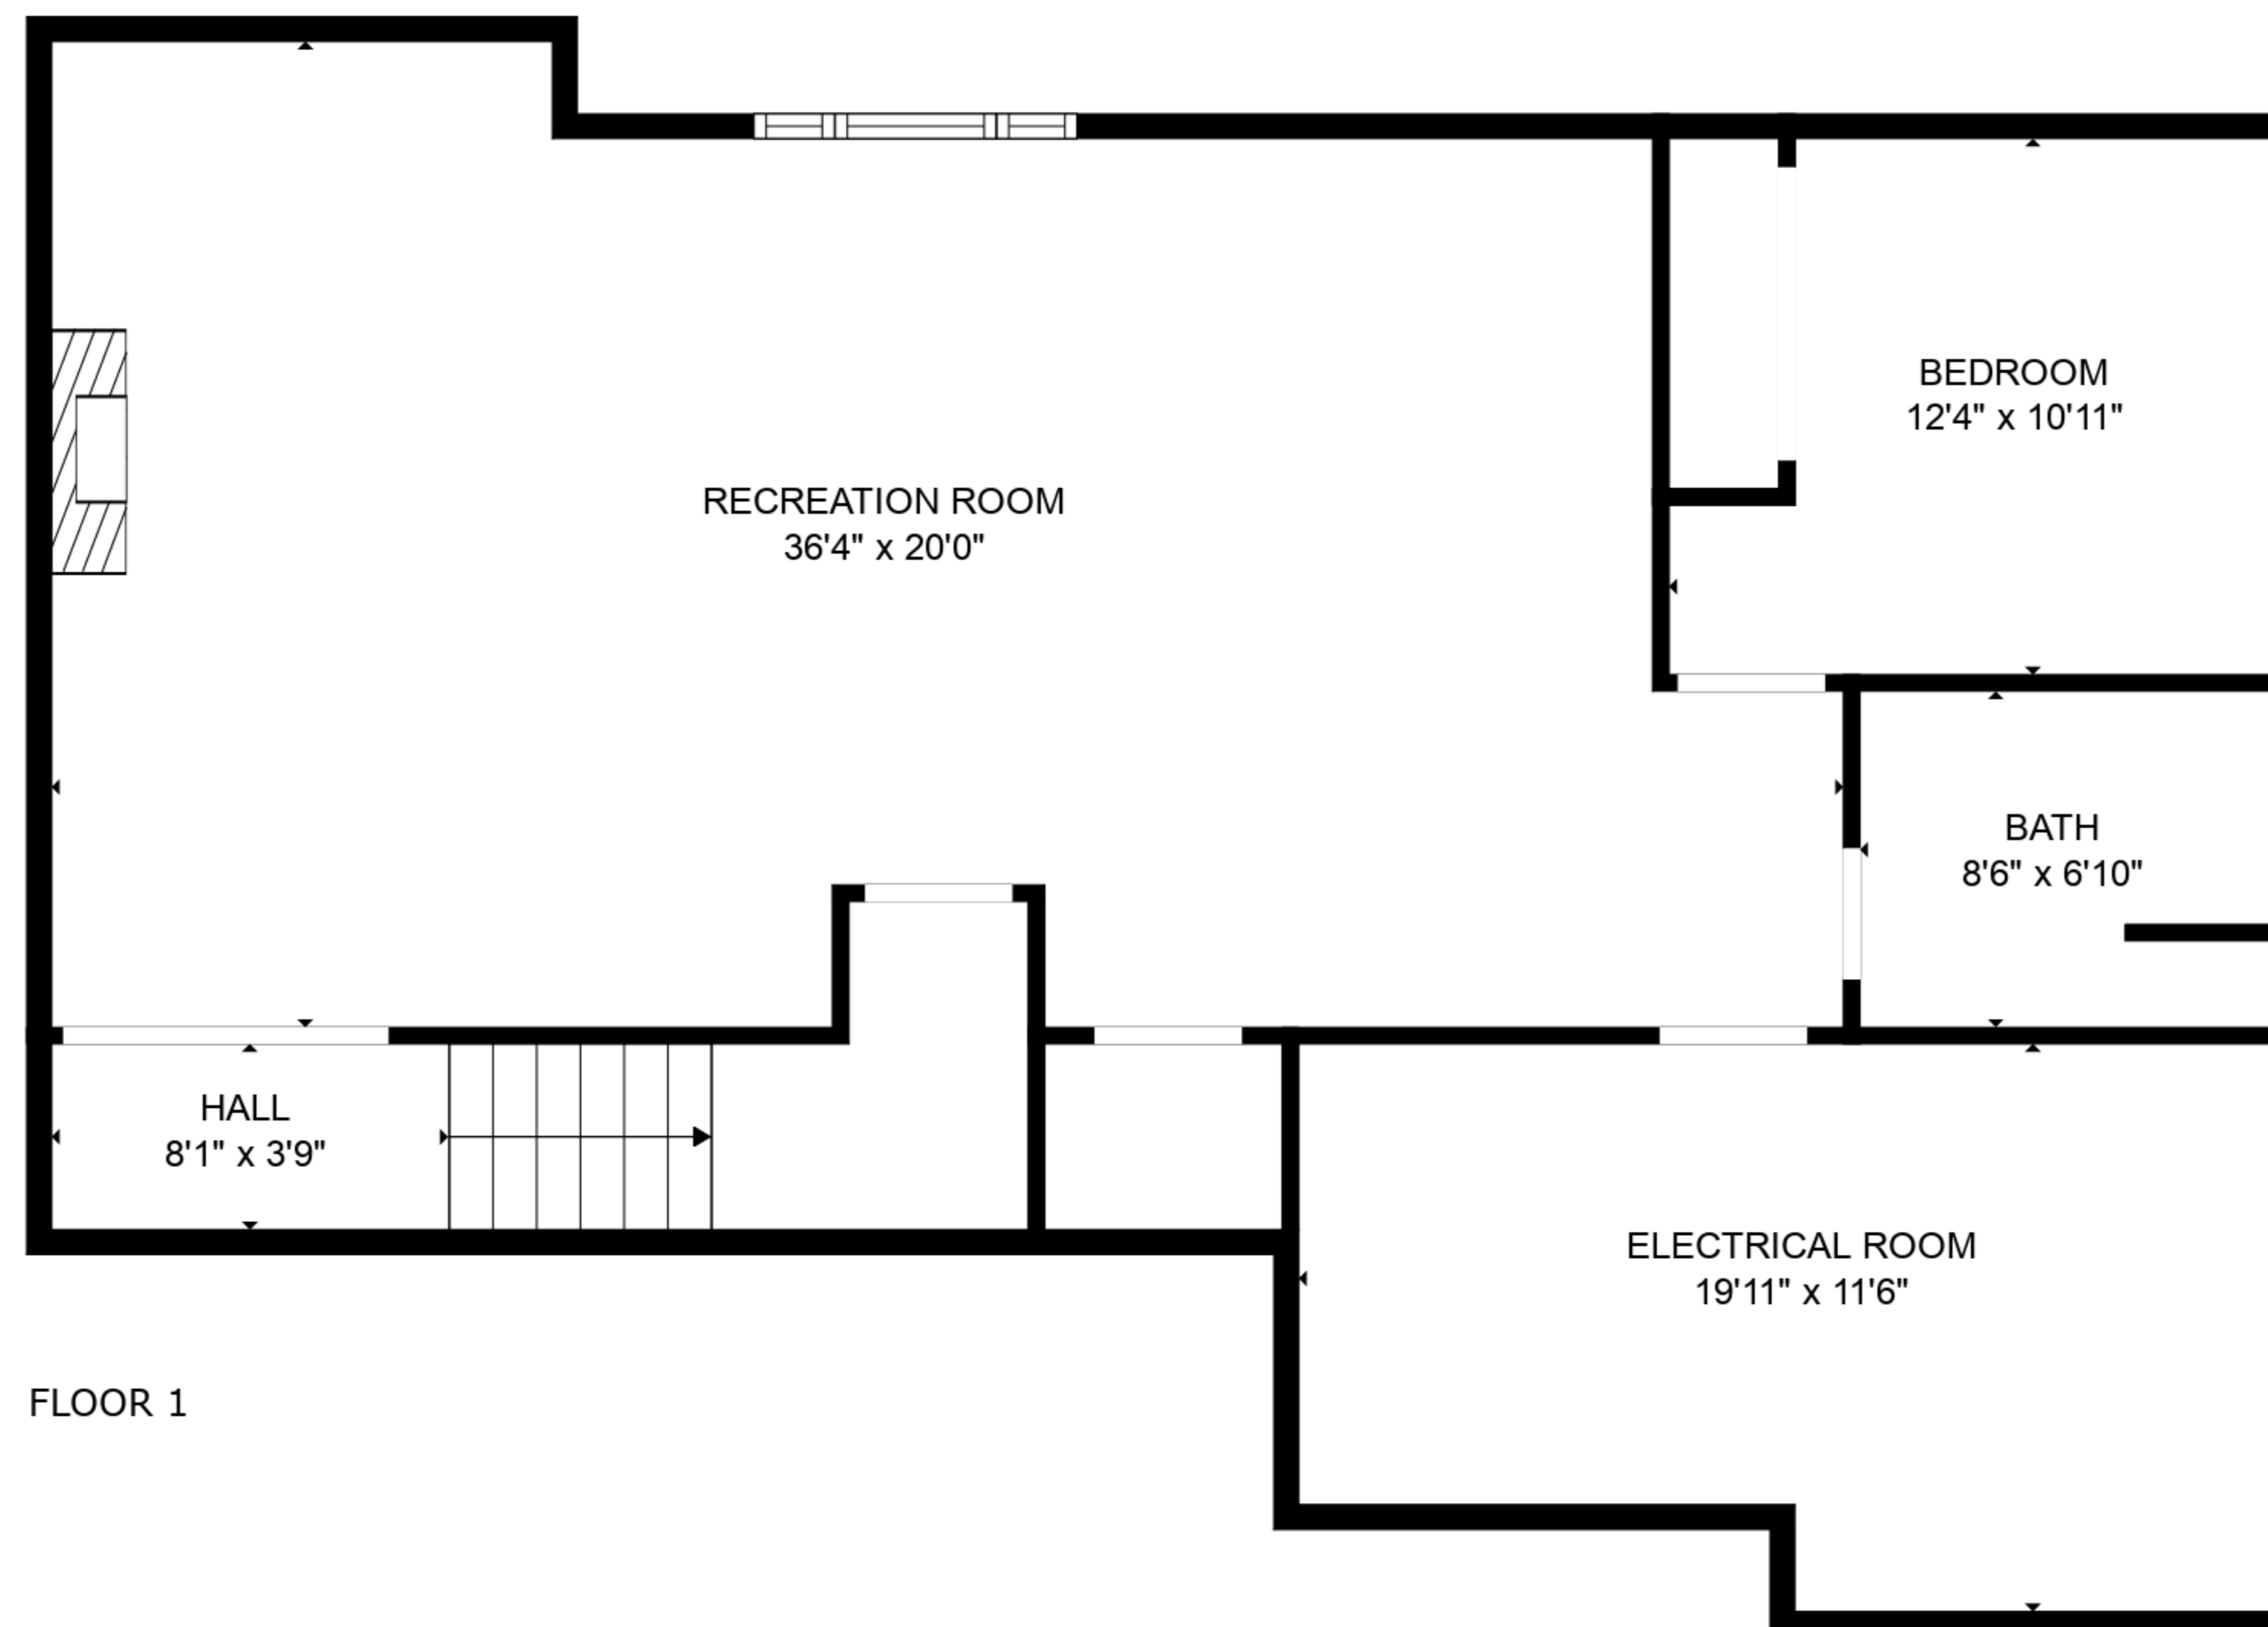 RECREATION ROOM
36'4" x 20'0"
BEDROOM
12'4" x 10'11"
BATH
8'6" x 6'10"
HALL
8'1" x 3'9"
ELECTRICAL ROOM
19'11" x 11'6"
FLOOR 1